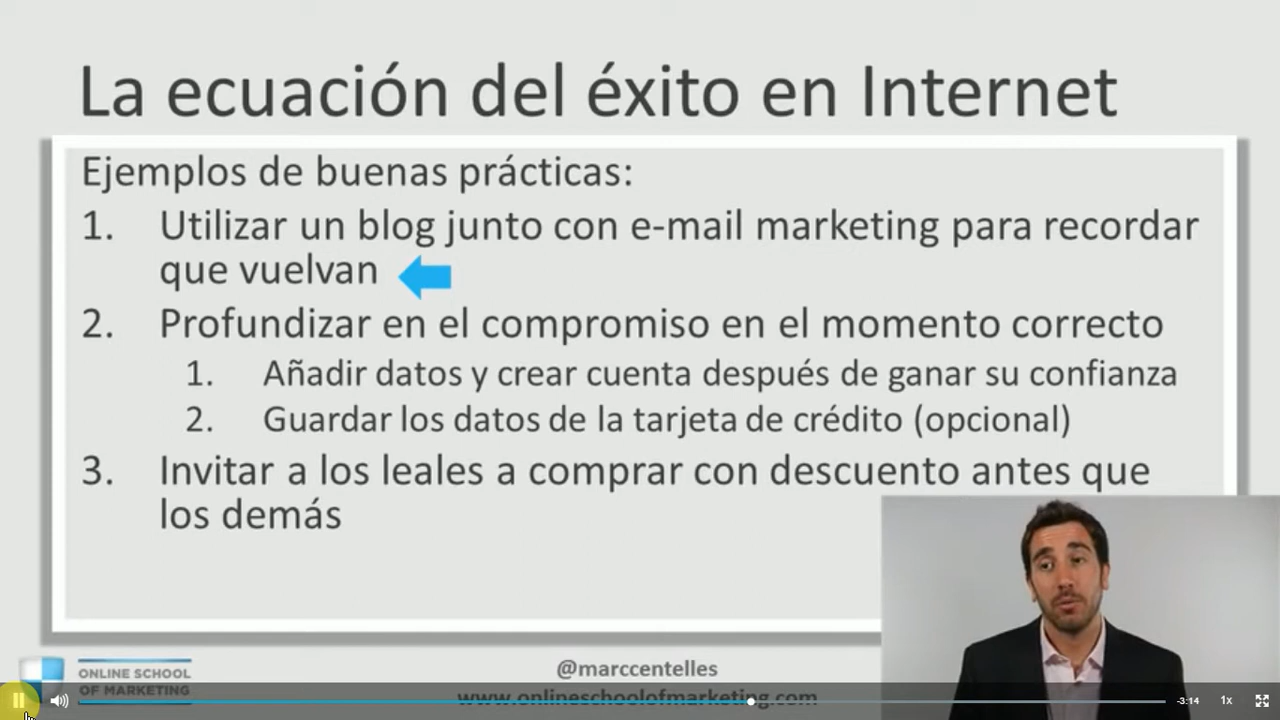 La ecuación del éxito en Internet
Ejemplos de buenas prácticas:
1. Utilizar un blog junto con e-mail marketing para recordar
que vuelvan
2. Profundizar en el compromiso en el momento correcto
1. Añadir datos y crear cuenta después de ganar su confianza
2. Guardar los datos de la tarjeta de crédito (opcional)
3. Invitar a los leales a comprar con descuento antes que
los demás
ONLINE SCHOOL
OF MARKETING
@marccentelles
www.onlineschoolofmarketing.com
-3:14
1x